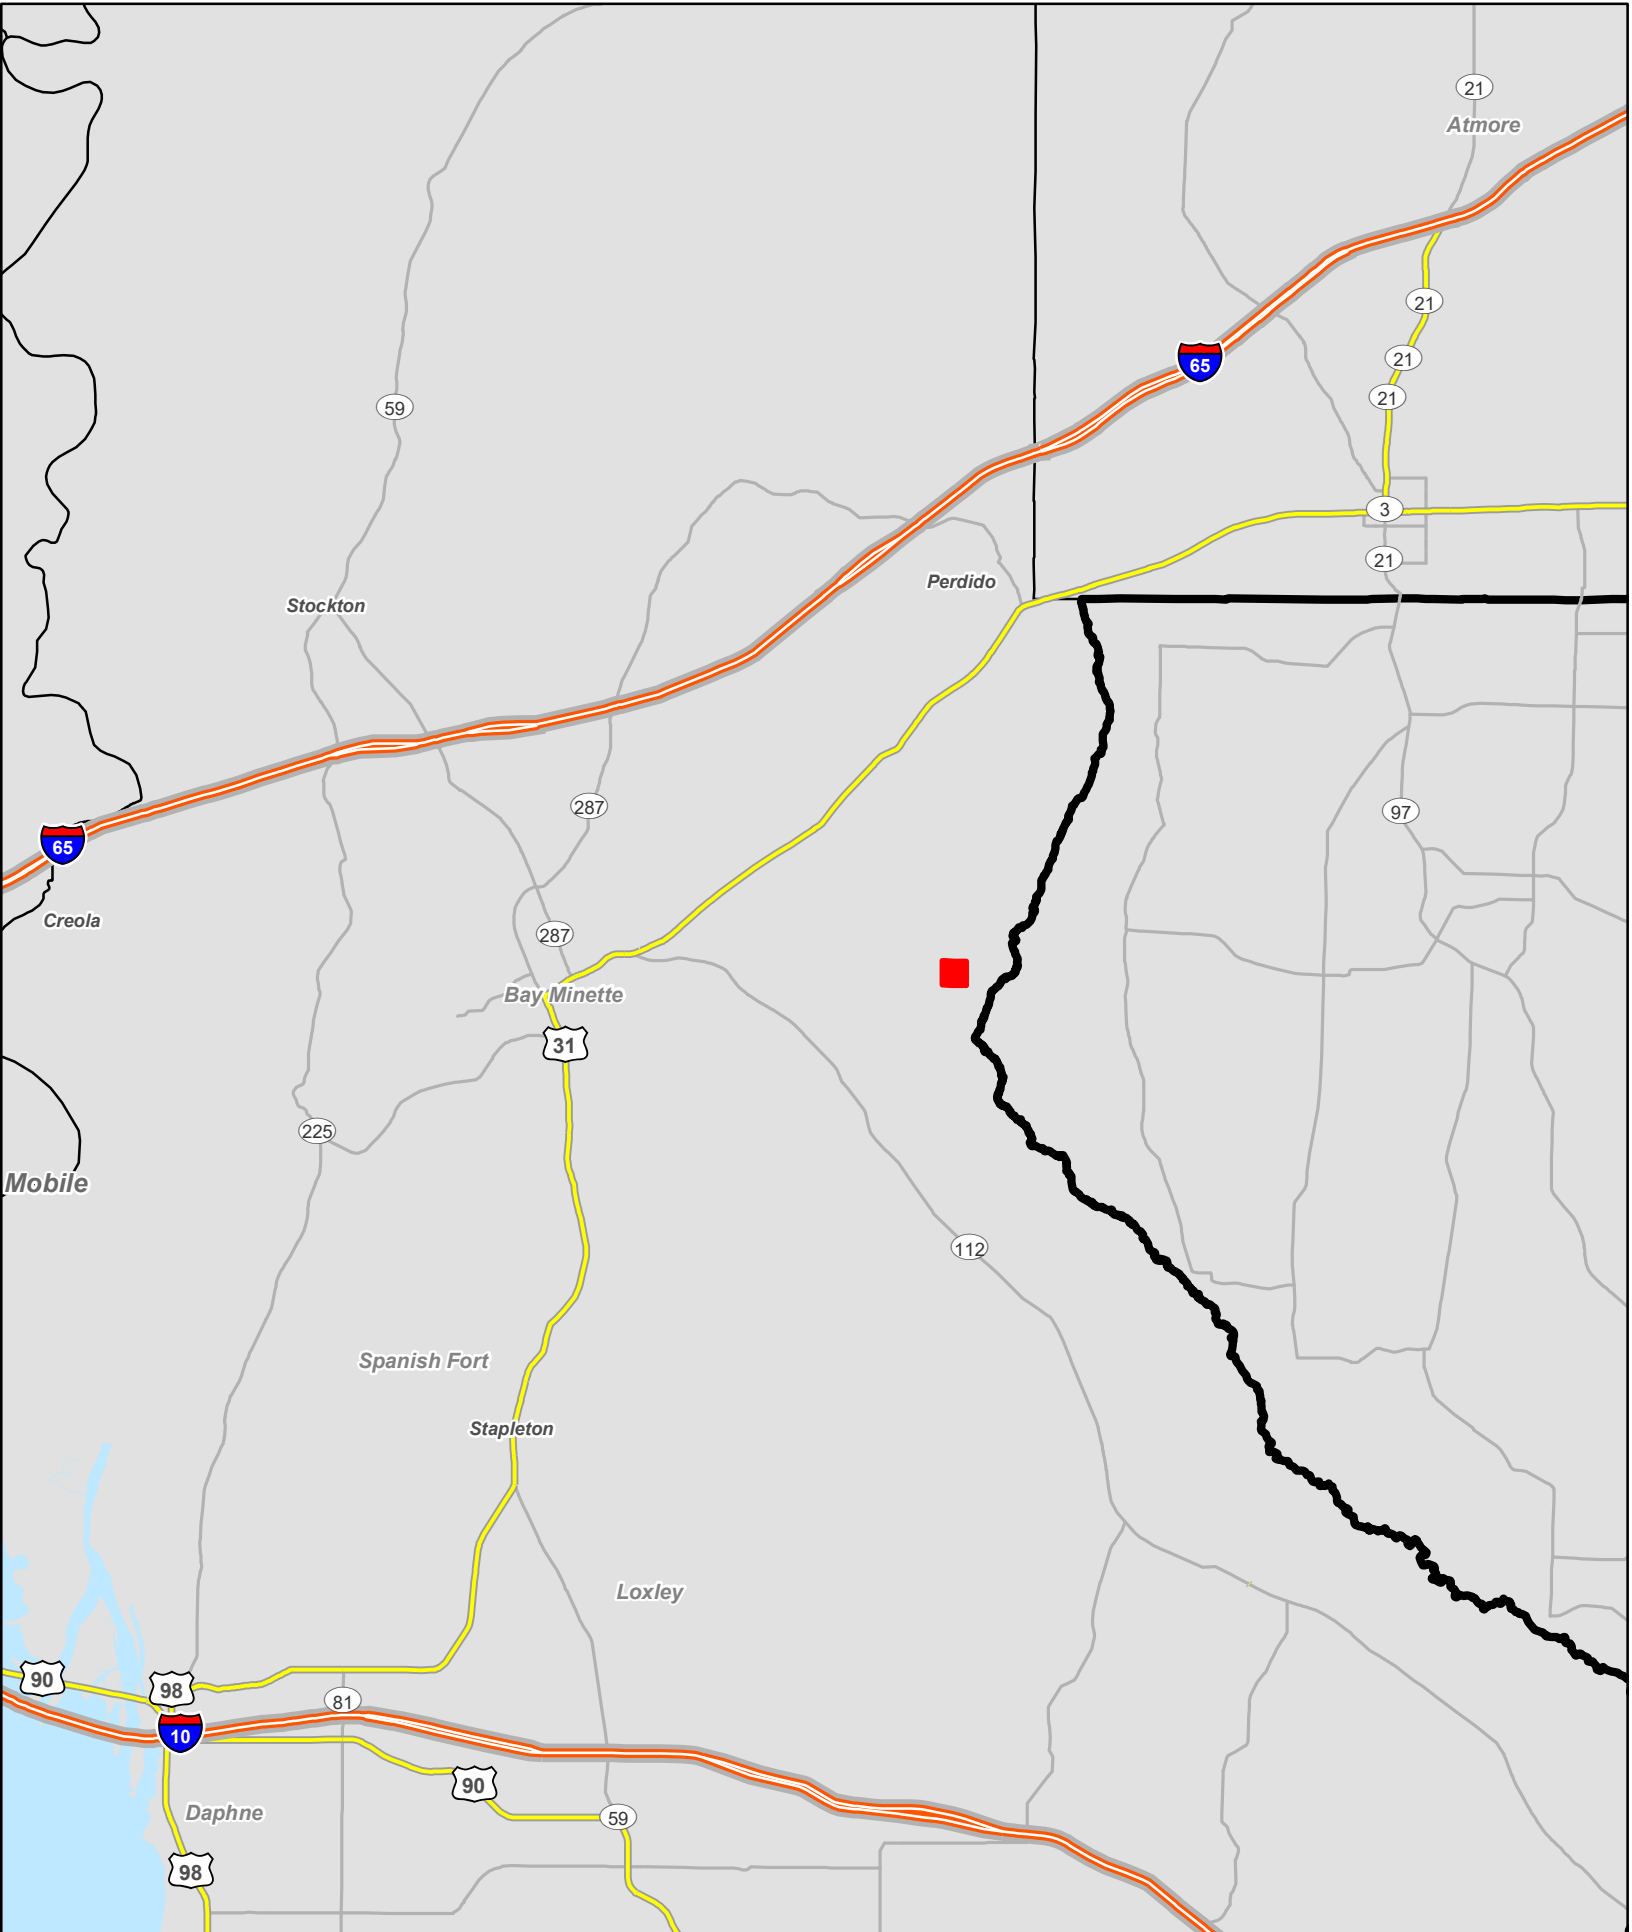 21
Atmore
21
65
21
59
21
3
21
Perdido
Stockton
287
97
65
Creola
287
Bay Minette
31
225
Mobile
112
Spanish Fort
Stapleton
Loxley
90
98
81
10
90
Daphne
59
98